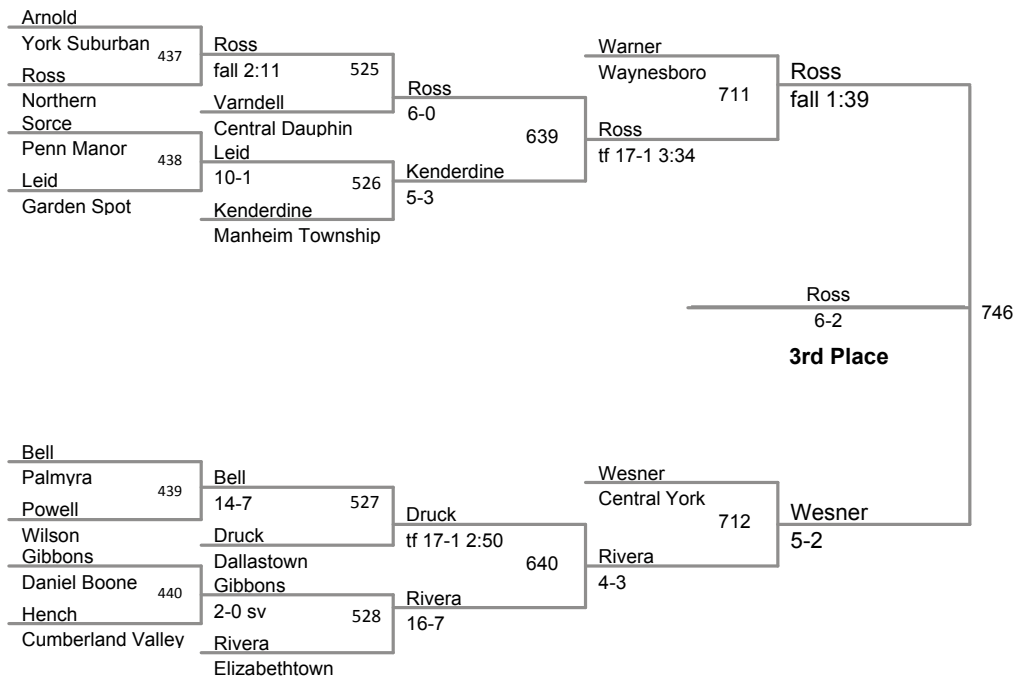 Arnold
York Suburban
437
Ross
Northern
Ross
fall 2:11
525
Varndell
Central Dauphin
Sorce
Penn Manor
438
Leid
Garden Spot
Leid
10-1
526
Kenderdine
Manheim Township
Ross
6-0
639
Kenderdine
5-3
Warner
Waynesboro
711
Ross
tf 17-1 3:34
Ross
fall 1:39
Ross
6-2
3rd Place
746
Bell
Palmyra
439
Powell
Wilson
Bell
14-7
527
Druck
Dallastown
Gibbons
Daniel Boone
440
Hench
Cumberland Valley
Gibbons
2-0 sv
528
Rivera
Elizabethtown
Druck
tf 17-1 2:50
640
Rivera
16-7
Wesner
Central York
712
Rivera
4-3
Wesner
5-2